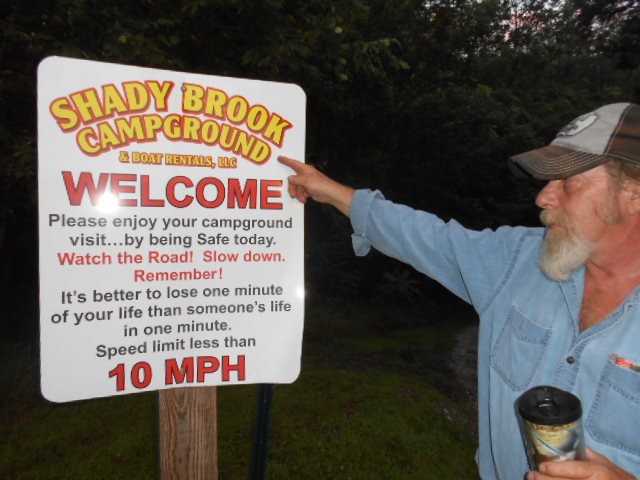 SHADY BROOK
CAMPGROUND
& BOAT RENTALS, LLC
WELCOME
Please enjoy your campground
visit...by being Safe today.
Watch the Road! Slow down.
Remember!
It's better to lose one minute
of your life than someone's life
in one minute.
Speed limit less than
10 MPH